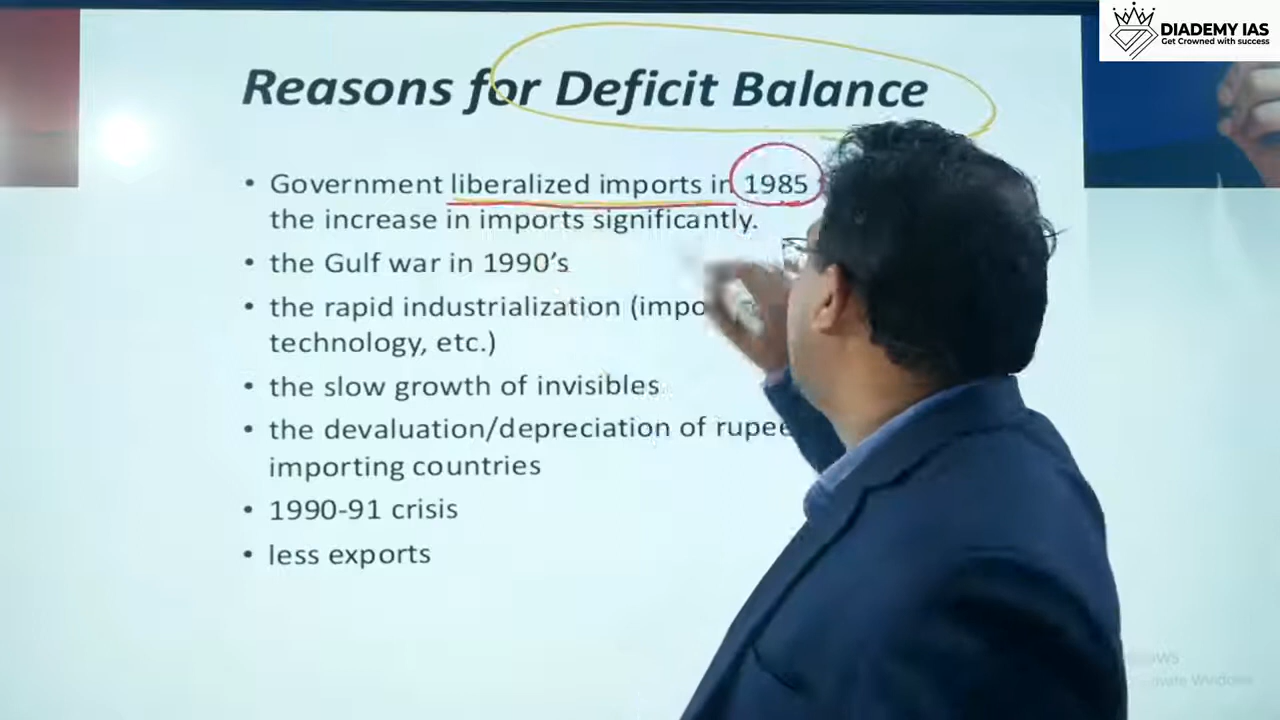 DIADEMY IAS
Get Crowned with success
Reasons for Deficit Balance
• Government liberalized imports in 1985
the increase in imports significantly.
• the Gulf war in 1990's
• the rapid industrialization
technology, etc.)
• the slow growth of invisibles
• the devaluation/depreciation of rupee
importing countries
• 1990-91 crisis
• less exports
Windows